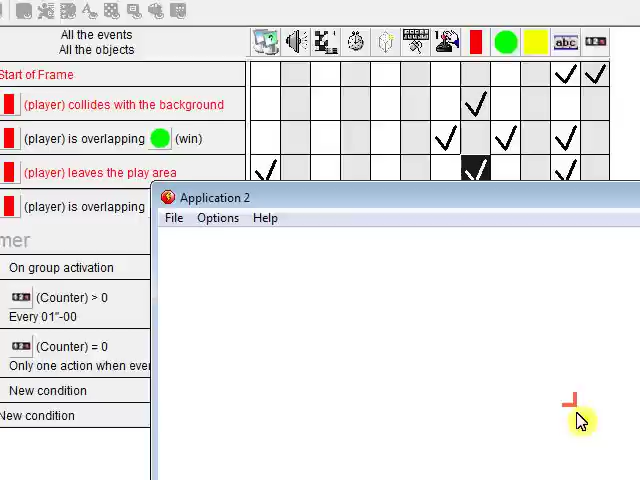 All the events
All the objects
abc
Start of Frame
(player) collides with the background
(player) is overlapping (win)
(player) leaves the play area
(player) is overlapping
Application 2
File Options Help
mer
On group activation
(Counter) > 0
Every 01"-00
(Counter) = 0
Only one action when even
New condition
New condition